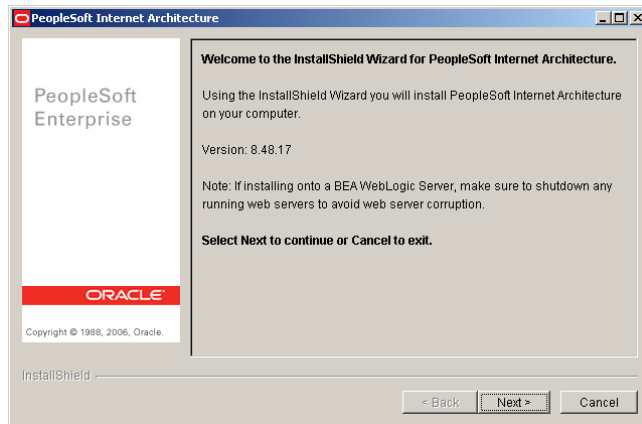 PeopleSoft Internet Architecture
PeopleSoft
Enterprise
ORACLE
Copyright © 1988, 2006, Oracle.
Welcome to the InstallShield Wizard for PeopleSoft Internet Architecture.
Using the InstallShield Wizard you will install PeopleSoft Internet Architecture
on your computer.
Version: 8.48.17
Note: If installing onto a BEA WebLogic Server, make sure to shutdown any
running web servers to avoid web server corruption.
Select Next to continue or Cancel to exit.
InstallShield
< Back Next > Cancel